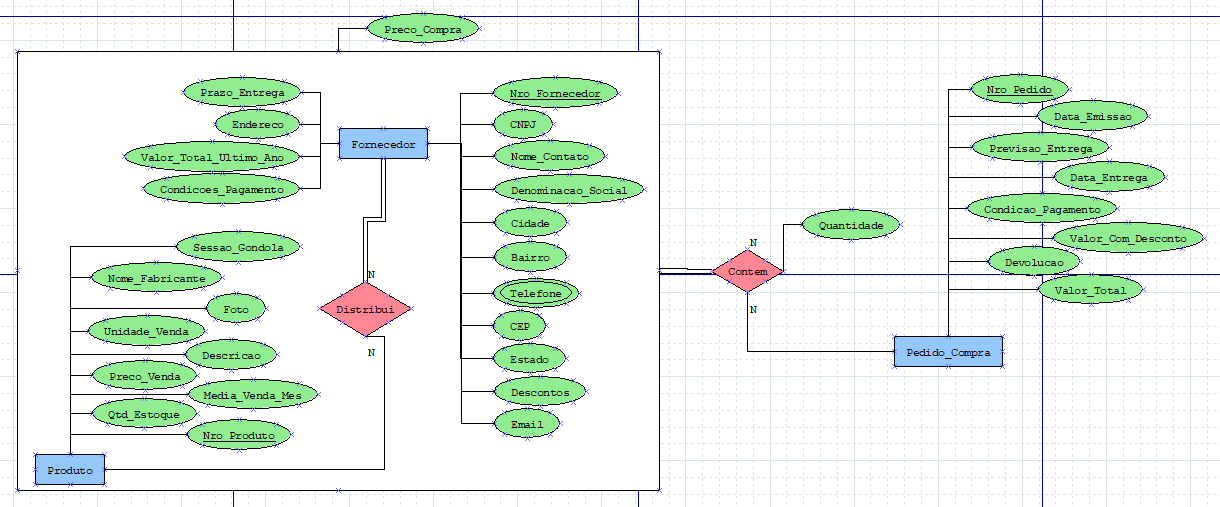 Preco_Compra
Prazo_Entrega
Endereco
Valor_Total_Ultimo_Ano
Condicoes_Pagamento
Fornecedor
Nro_Fornecedor
CNPJ
Nome_Contato
Denominacao_Social
Cidade
Bairro
Telefone
CEP
Estado
Descontos
Email
N
Distribui
N
Sessao_Gondola
Nome_Fabricante
Foto
Unidade_Venda
Descricao
Preco_Venda
Media_Venda_Mes
Qtd_Estoque
Nro_Produto
Produto
N
Contem
N
Quantidade
Nro_Pedido
Data_Emissao
Previsao_Entrega
Data_Entrega
Condicao_Pagamento
Valor_Com_Desconto
Devolucao
Valor_Total
Pedido_Compra